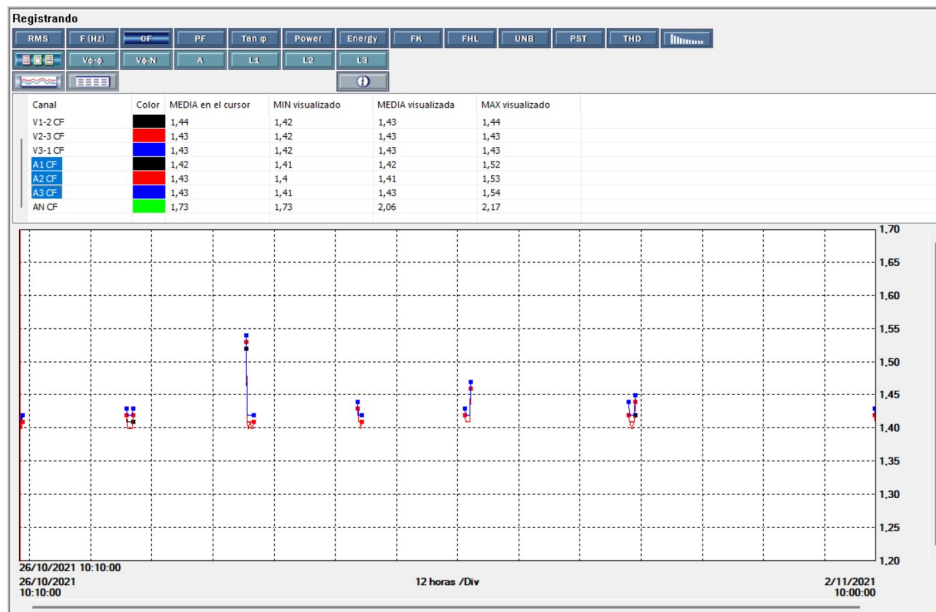 Registrando
RMS F (Hz) CF PF Tan φ Power Energy FK FHL UNB PST THD
Vφ-φ Vφ-N A L1 L2 L3
Canal Color MEDIA en el cursor MIN visualizado MEDIA visualizada MAX visualizado
V1-2 CF 1,44 1,42 1,43 1,44
V2-3 CF 1,43 1,42 1,43 1,43
V3-1 CF 1,43 1,42 1,43 1,43
A1 CF 1,42 1,41 1,42 1,52
A2 CF 1,43 1,4 1,41 1,53
A3 CF 1,43 1,41 1,43 1,54
AN CF 1,73 1,73 2,06 2,17
1,70
1,65
1,60
1,55
1,50
1,45
1,40
1,35
1,30
1,25
1,20
26/10/2021 10:10:00
26/10/2021 12 horas /Div 2/11/2021
10:10:00 10:00:00